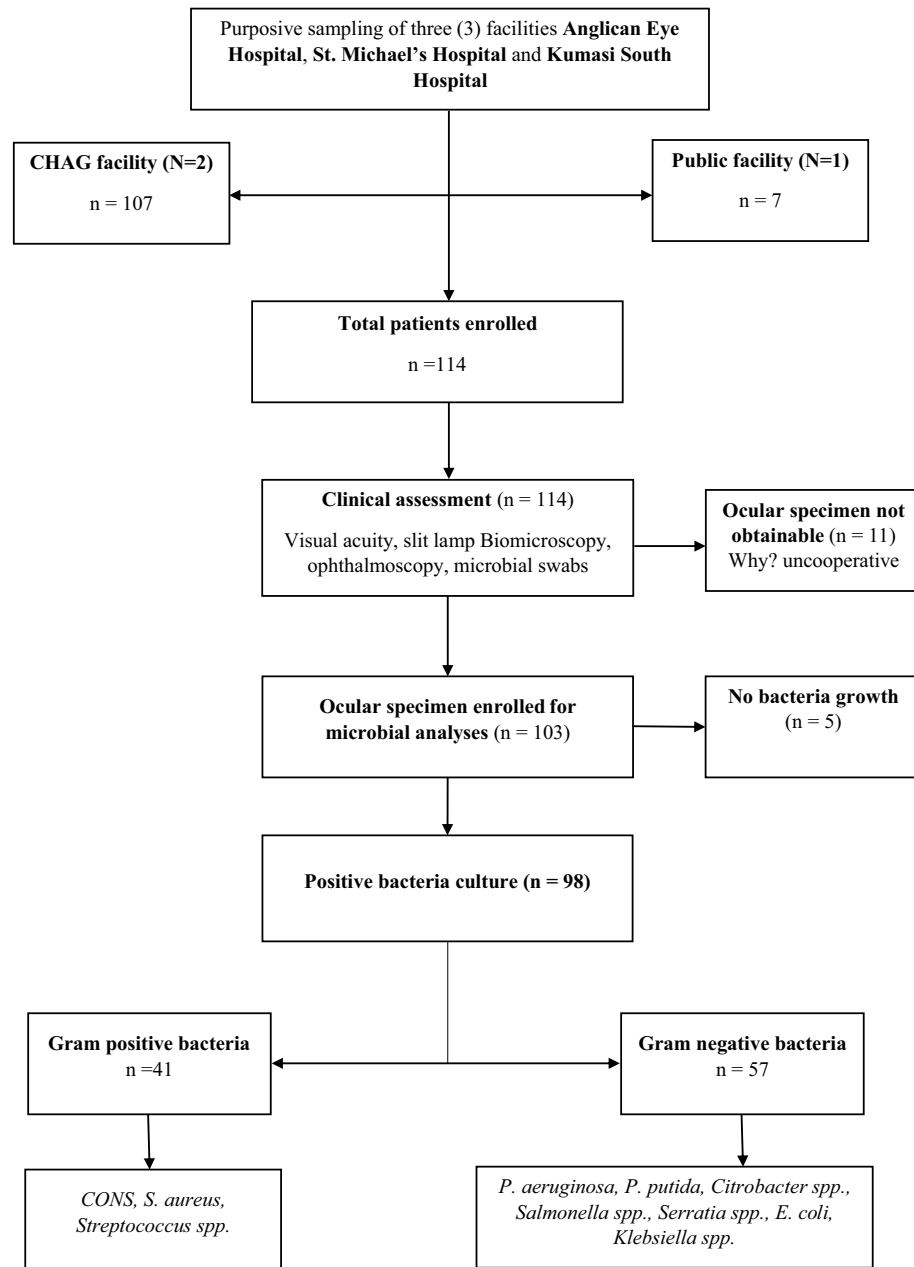 Purposive sampling of three (3) facilities Anglican Eye
Hospital, St. Michael's Hospital and Kumasi South
Hospital
CHAG facility (N=2)
n = 107
Public facility (N=1)
n = 7
Total patients enrolled
n =114
Clinical assessment (n = 114)
Visual acuity, slit lamp Biomicroscopy,
ophthalmoscopy, microbial swabs
Ocular specimen not
obtainable (n = 11)
Why? uncooperative
Ocular specimen enrolled for
microbial analyses (n = 103)
No bacteria growth
(n = 5)
Positive bacteria culture (n = 98)
Gram positive bacteria
n =41
Gram negative bacteria
n = 57
CONS, S. aureus,
Streptococcus spp.
P. aeruginosa, P. putida, Citrobacter spp.,
Salmonella spp., Serratia spp., E. coli,
Klebsiella spp.